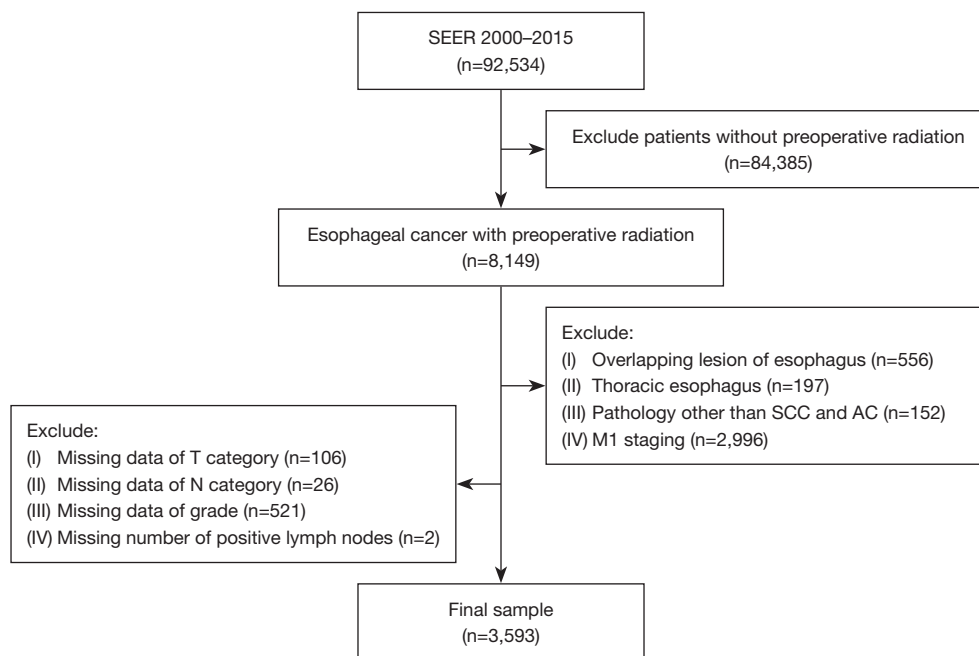 SEER 2000–2015
(n=92,534)
Exclude patients without preoperative radiation
(n=84,385)
Esophageal cancer with preoperative radiation
(n=8,149)
Exclude:
(I) Overlapping lesion of esophagus (n=556)
(II) Thoracic esophagus (n=197)
(III) Pathology other than SCC and AC (n=152)
(IV) M1 staging (n=2,996)
Exclude:
(I) Missing data of T category (n=106)
(II) Missing data of N category (n=26)
(III) Missing data of grade (n=521)
(IV) Missing number of positive lymph nodes (n=2)
Final sample
(n=3,593)